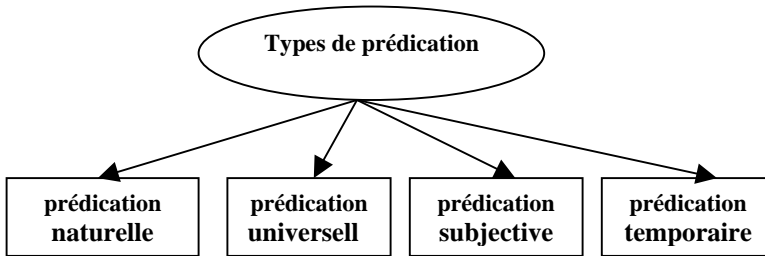 Types de prédication
prédication
naturelle
prédication
universell
prédication
subjective
prédication
temporaire